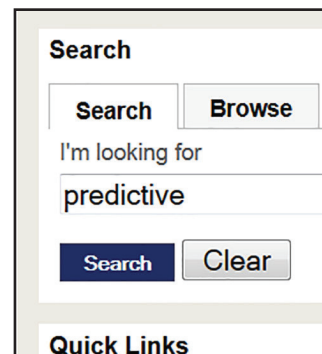 Search
Search Browse
I'm looking for
predictive
Search Clear
Quick Links